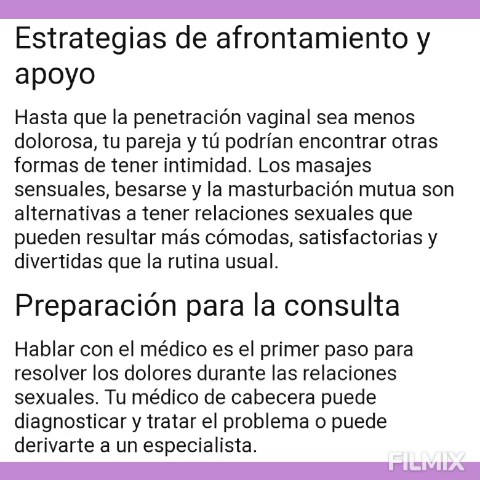 Estrategias de afrontamiento y
apoyo
Hasta que la penetración vaginal sea menos
dolorosa, tu pareja y tú podrían encontrar otras
formas de tener intimidad. Los masajes
sensuales, besarse y la masturbación mutua son
alternativas a tener relaciones sexuales que
pueden resultar más cómodas, satisfactorias y
divertidas que la rutina usual.
Preparación para la consulta
Hablar con el médico es el primer paso para
resolver los dolores durante las relaciones
sexuales. Tu médico de cabecera puede
diagnosticar y tratar el problema o puede
derivarte a un especialista.
FILMIX